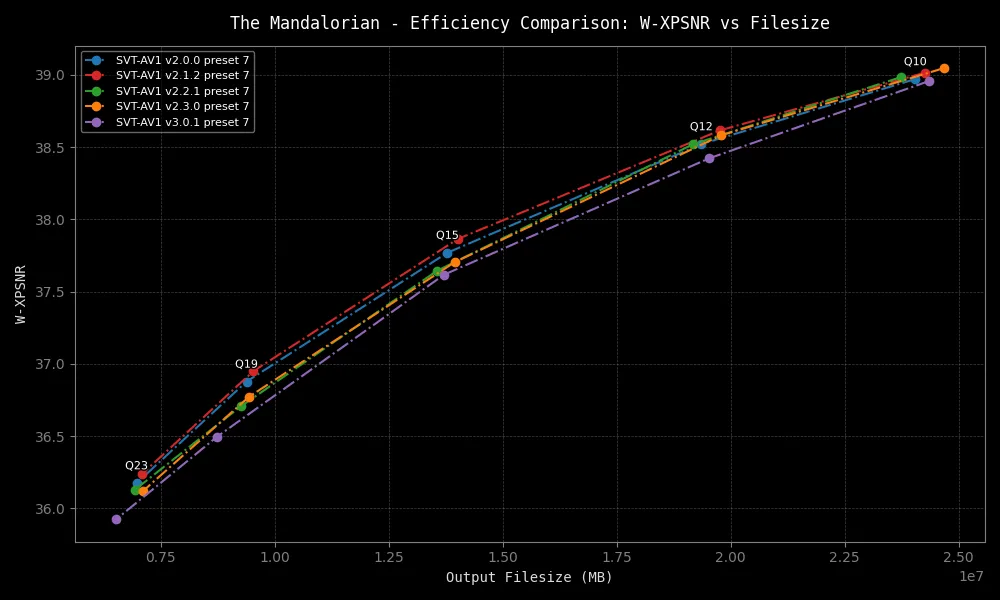 The Mandalorian - Efficiency Comparison: W-XPSNR vs Filesize
SVT-AV1 v2.0.0 preset 7
SVT-AV1 v2.1.2 preset 7
SVT-AV1 v2.2.1 preset 7
SVT-AV1 v2.3.0 preset 7
SVT-AV1 v3.0.1 preset 7
Q10
Q12
Q15
Q19
Q23
W-XPSNR
39.0
38.5
38.0
37.5
37.0
36.5
36.0
0.75
1.00
1.25
1.50
1.75
2.00
2.25
2.50
1e7
Output Filesize (MB)